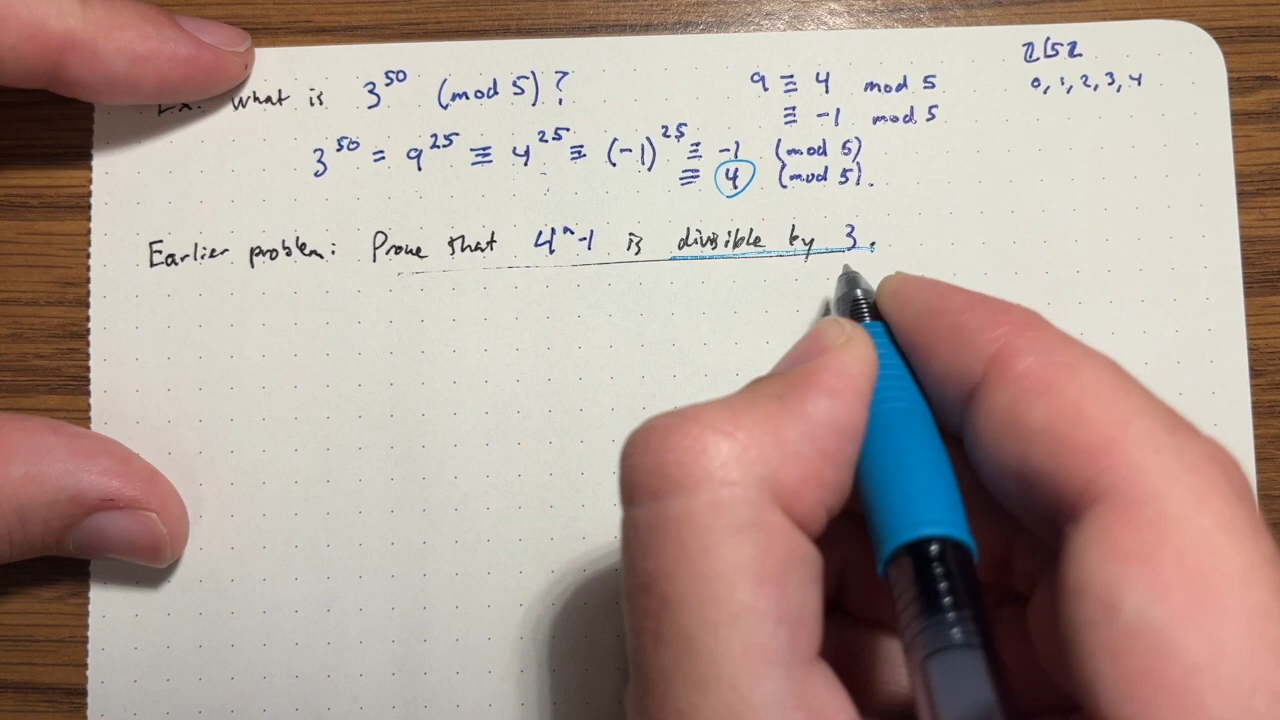 Ex: What is 3^50 (mod 5)?
9 ≡ 4 mod 5
≡ -1 mod 5
ℤ/5ℤ
0, 1, 2, 3, 4
3^50 = 9^25 ≡ 4^25 ≡ (-1)^25 ≡ -1 (mod 5)
≡ 4 (mod 5).
Earlier problem: Prove that 4^n-1 is divisible by 3.